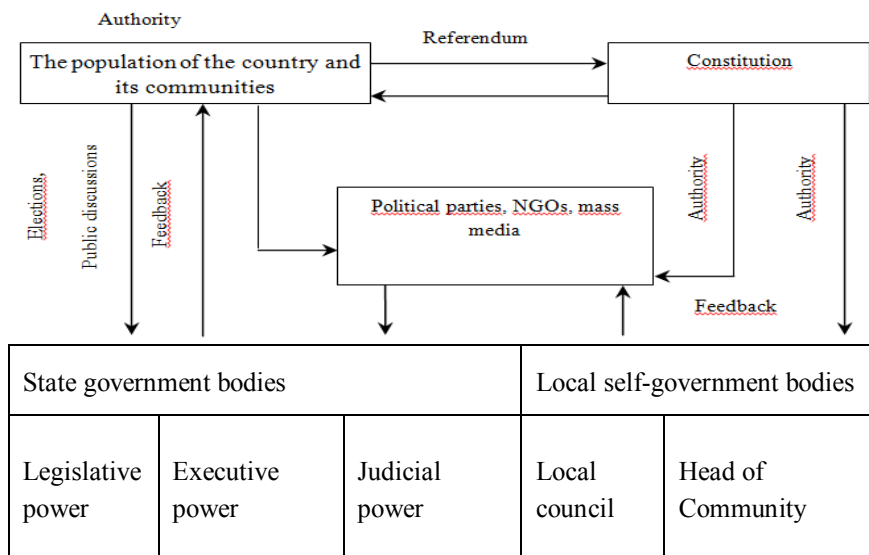 Authority
Referendum
The population of the country and
its communities
Constitution
Elections,
Public discussions
Feedback
Authority
Authority
Political parties, NGOs, mass
media
Feedback
State government bodies
Local self-government bodies
Legislative
power
Executive
power
Judicial
power
Local
council
Head of
Community